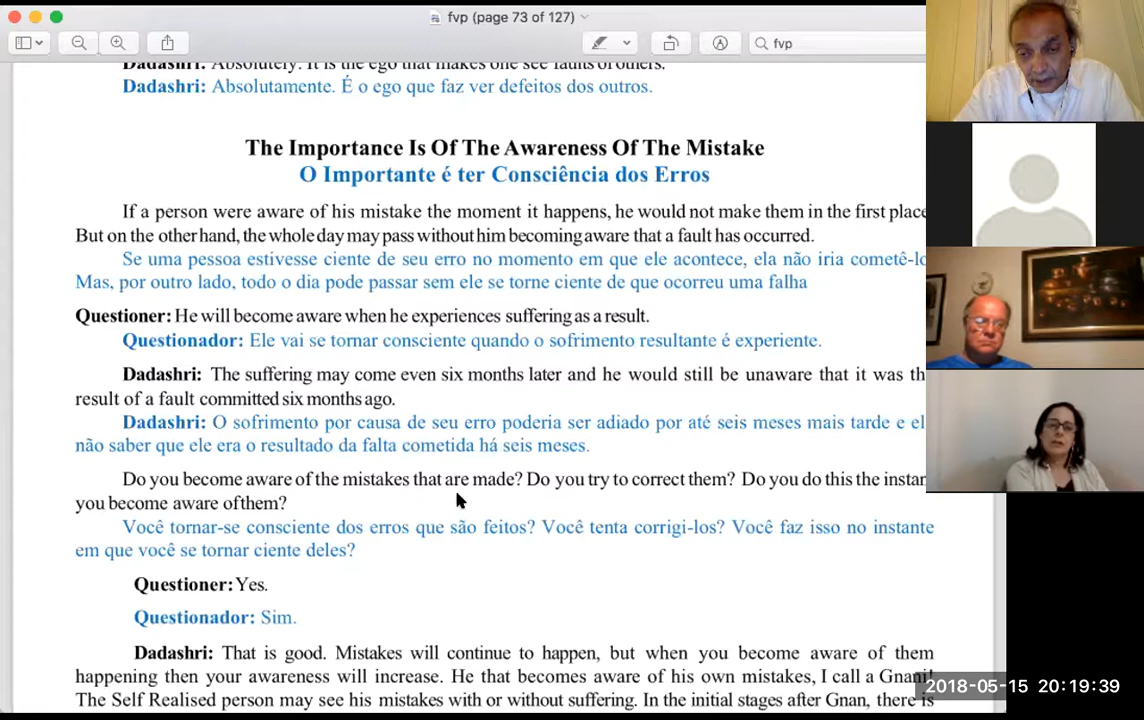 fvp (page 73 of 127)
fvp
Dadashri: Absolutely. It is the ego that makes one see faults of others.
Dadashri: Absolutamente. É o ego que faz ver defeitos dos outros.
The Importance Is Of The Awareness Of The Mistake
O Importante é ter Consciência dos Erros
If a person were aware of his mistake the moment it happens, he would not make them in the first place
But on the other hand, the whole day may pass without him becoming aware that a fault has occurred.
Se uma pessoa estivesse ciente de seu erro no momento em que ele acontece, ela não iria cometê-lo
Mas, por outro lado, todo o dia pode passar sem ele se torne ciente de que ocorreu uma falha
Questioner: He will become aware when he experiences suffering as a result.
Questionador: Ele vai se tornar consciente quando o sofrimento resultante é experiente.
Dadashri: The suffering may come even six months later and he would still be unaware that it was th
result of a fault committed six months ago.
Dadashri: O sofrimento por causa de seu erro poderia ser adiado por até seis meses mais tarde e el
não saber que ele era o resultado da falta cometida há seis meses.
Do you become aware of the mistakes that are made? Do you try to correct them? Do you do this the instan
you become aware of them?
Você tornar-se consciente dos erros que são feitos? Você tenta corrigi-los? Você faz isso no instante
em que você se tornar ciente deles?
Questioner: Yes.
Questionador: Sim.
Dadashri: That is good. Mistakes will continue to happen, but when you become aware of them
happening then your awareness will increase. He that becomes aware of his own mistakes, I call a Gnani!
The Self Realised person may see his mistakes with or without suffering. In the initial stages after Gnan, there is
2018-05-15 20:19:39